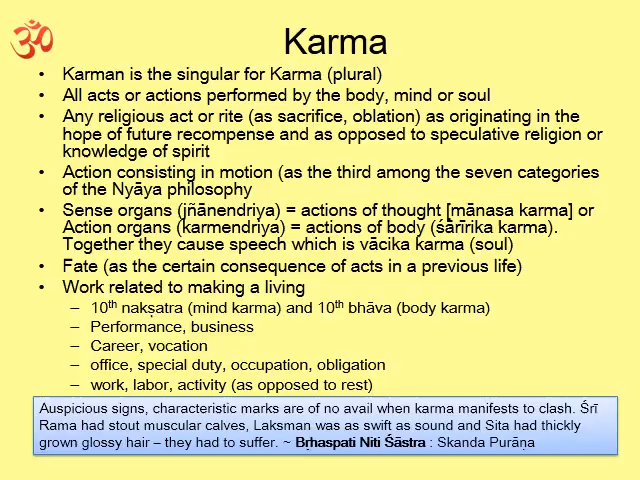 ॐ
Karma
• Karman is the singular for Karma (plural)
• All acts or actions performed by the body, mind or soul
• Any religious act or rite (as sacrifice, oblation) as originating in the
hope of future recompense and as opposed to speculative religion or
knowledge of spirit
• Action consisting in motion (as the third among the seven categories
of the Nyāya philosophy
• Sense organs (jñānendriya) = actions of thought [mānasa karma] or
Action organs (karmendriya) = actions of body (śārīrika karma).
Together they cause speech which is vācika karma (soul)
• Fate (as the certain consequence of acts in a previous life)
• Work related to making a living
– 10th nakṣatra (mind karma) and 10th bhāva (body karma)
– Performance, business
– Career, vocation
– office, special duty, occupation, obligation
– work, labor, activity (as opposed to rest)
Auspicious signs, characteristic marks are of no avail when karma manifests to clash. Śrī
Rama had stout muscular calves, Laksman was as swift as sound and Sita had thickly
grown glossy hair – they had to suffer. ~ Bṛhaspati Niti Śāstra : Skanda Purāṇa